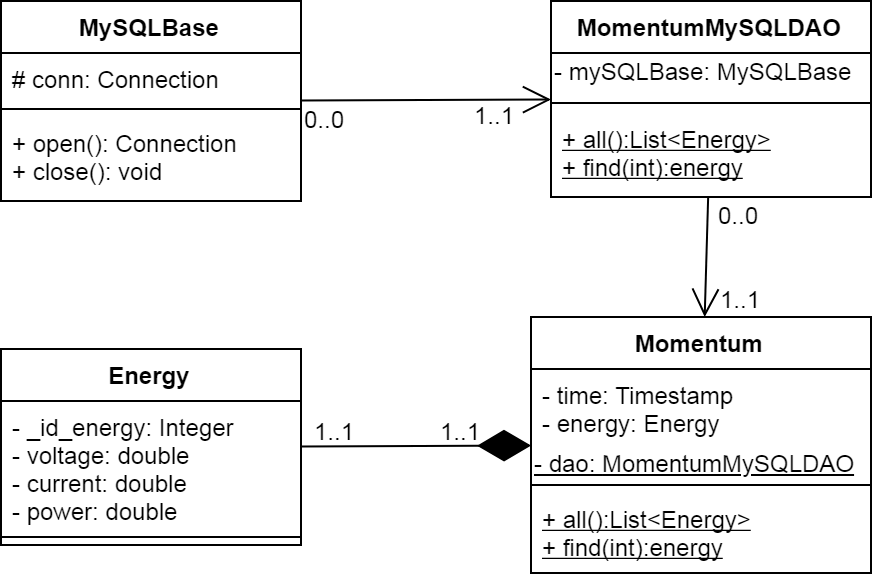 MySQLBase
# conn: Connection
+ open(): Connection
+ close(): void
0..0
1..1
MomentumMySQLDAO
- mySQLBase: MySQLBase
+ all():List<Energy>
+ find(int):energy
0..0
1..1
Energy
- _id_energy: Integer
- voltage: double
- current: double
- power: double
1..1
1..1
Momentum
- time: Timestamp
- energy: Energy
- dao: MomentumMySQLDAO
+ all():List<Energy>
+ find(int):energy